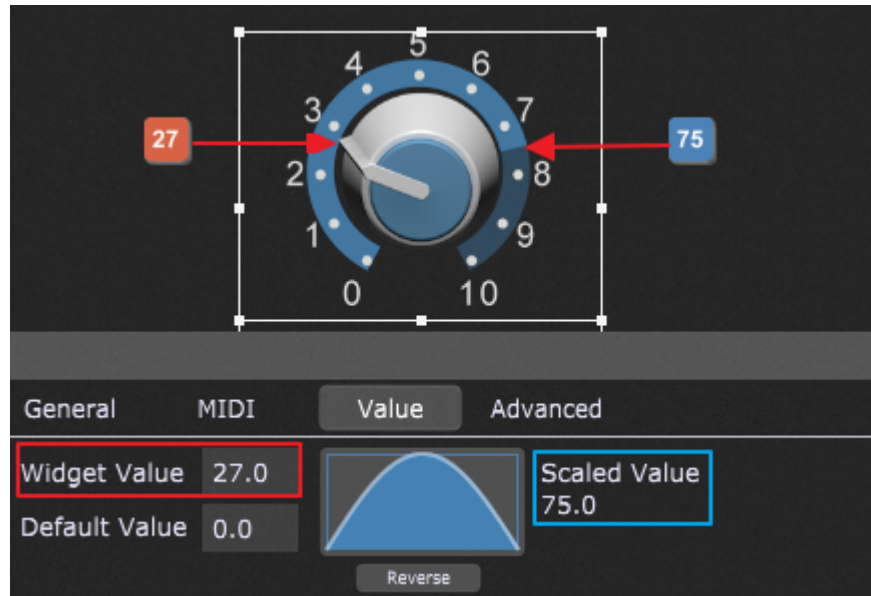 5
4 6
3 7
27 75
2 8
1 9
0 10
General MIDI Value Advanced
Widget Value 27.0 Scaled Value
75.0
Default Value 0.0
Reverse